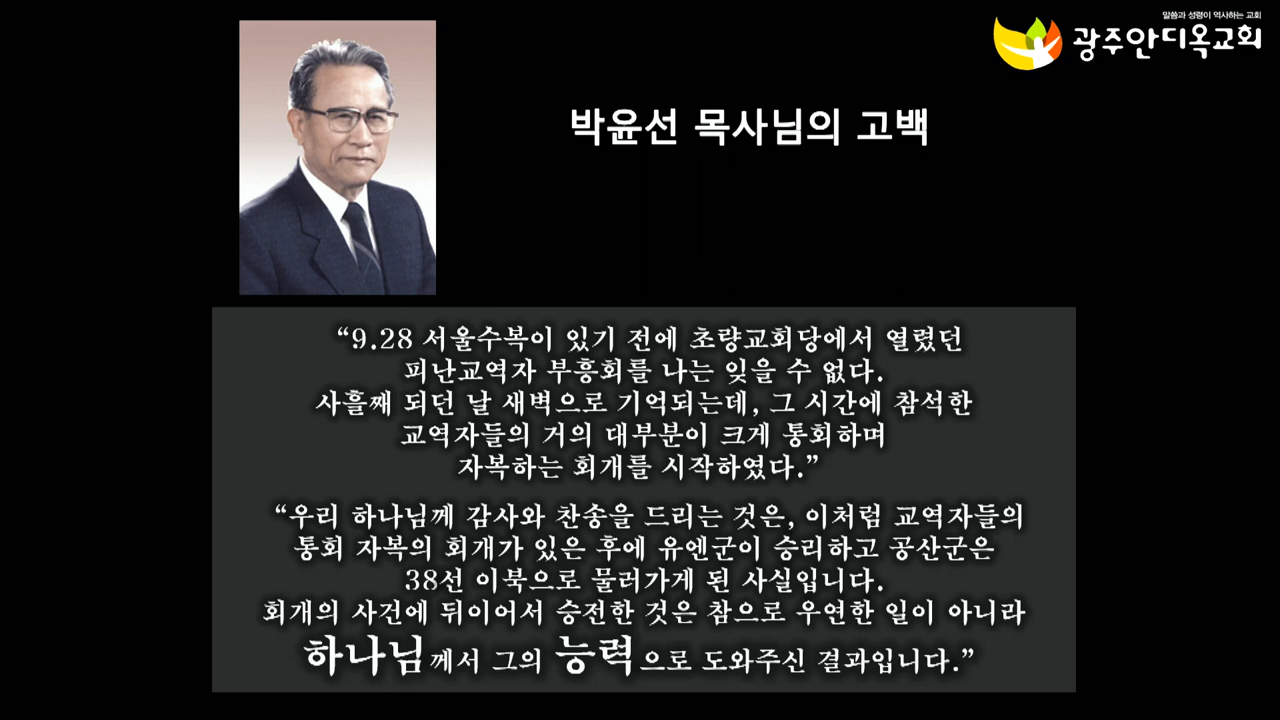 말씀과 성령이 역사하는 교회
광주안디옥교회
박윤선 목사님의 고백
“9.28 서울수복이 있기 전에 초량교회당에서 열렸던
피난교역자 부흥회를 나는 잊을 수 없다.
사흘째 되던 날 새벽으로 기억되는데, 그 시간에 참석한
교역자들의 거의 대부분이 크게 통회하며
자복하는 회개를 시작하였다.”
“우리 하나님께 감사와 찬송을 드리는 것은, 이처럼 교역자들의
통회 자복의 회개가 있은 후에 유엔군이 승리하고 공산군은
38선 이북으로 물러가게 된 사실입니다.
회개의 사건에 뒤이어서 승전한 것은 참으로 우연한 일이 아니라
하나님께서 그의 능력으로 도와주신 결과입니다.”